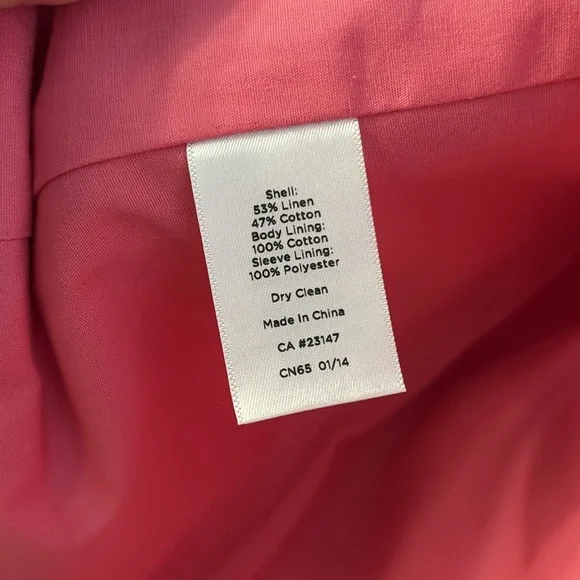 Shell:
53% Linen
47% Cotton
Body Lining:
100% Cotton
Sleeve Lining:
100% Polyester
Dry Clean
Made In China
CA #23147
CN65 01/14